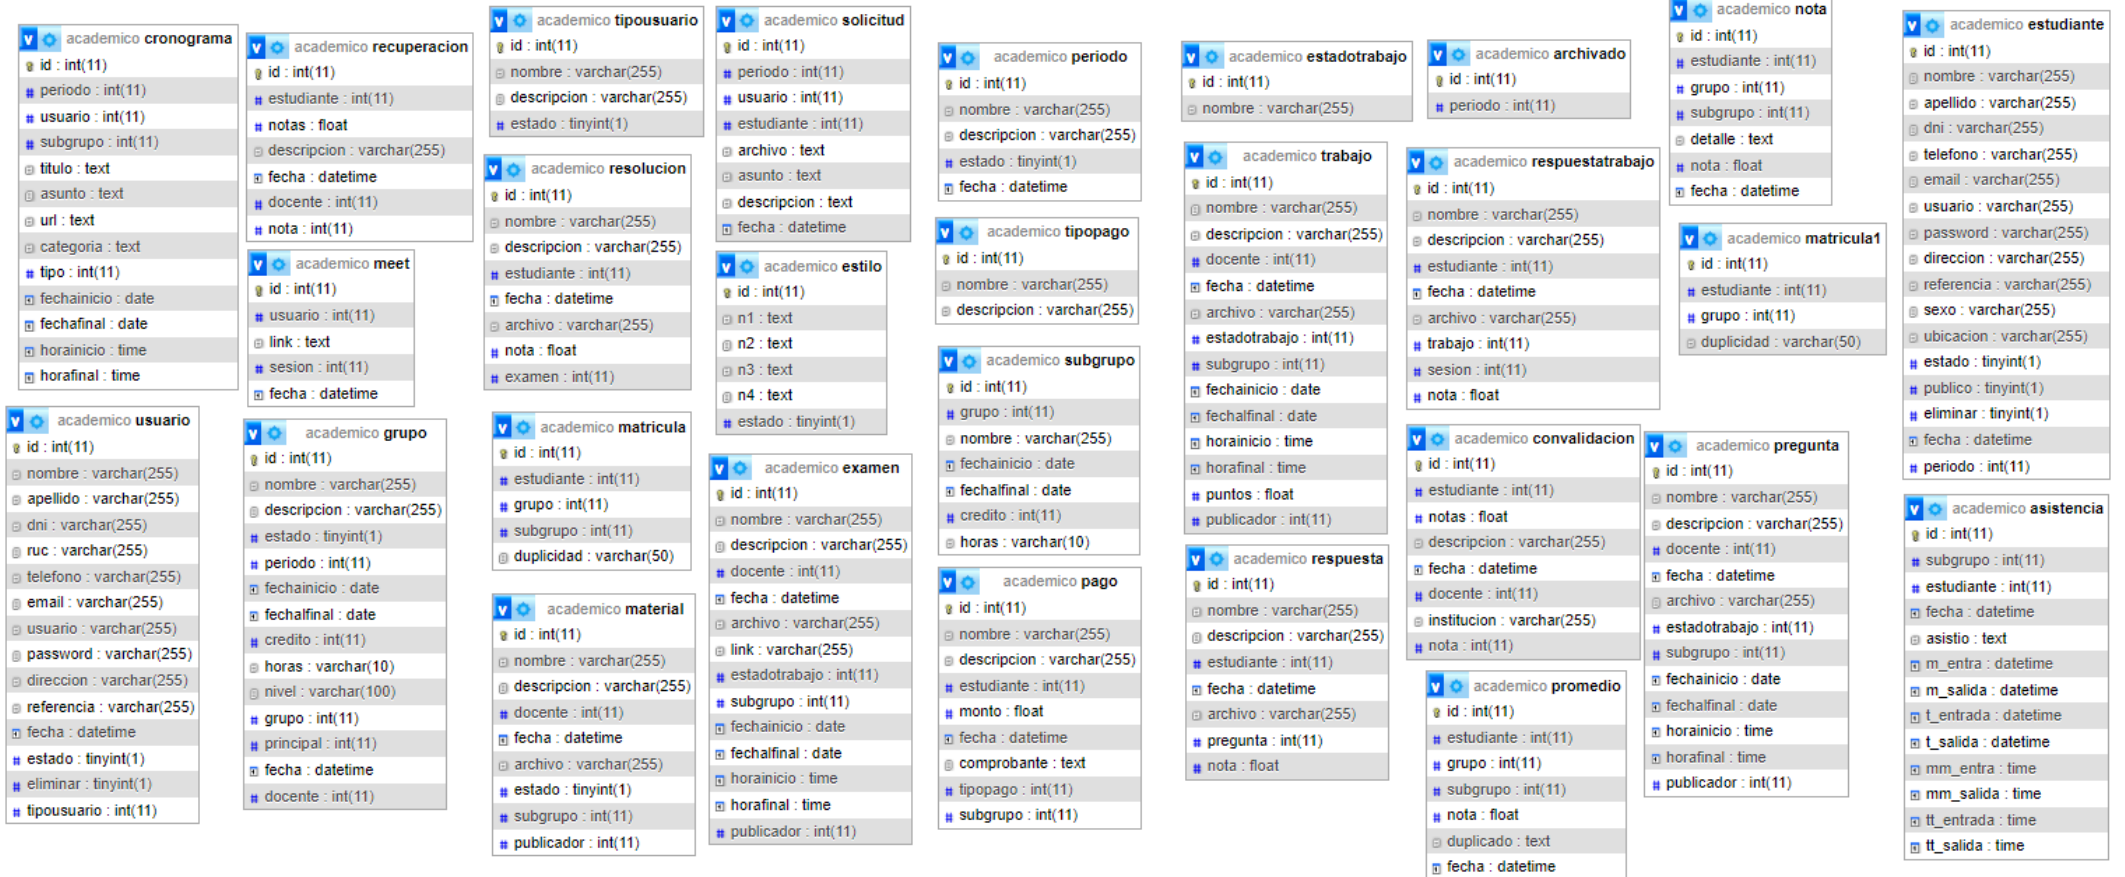 academico cronograma
id : int(11)
periodo : int(11)
usuario : int(11)
subgrupo : int(11)
titulo : text
asunto : text
url : text
categoria : text
tipo : int(11)
fechainicio : date
fechafinal : date
horainicio : time
horafinal : time
academico usuario
id : int(11)
nombre : varchar(255)
apellido : varchar(255)
dni : varchar(255)
ruc : varchar(255)
telefono : varchar(255)
email : varchar(255)
usuario : varchar(255)
password : varchar(255)
direccion : varchar(255)
referencia : varchar(255)
fecha : datetime
estado : tinyint(1)
eliminar : tinyint(1)
tipousuario : int(11)
academico recuperacion
id : int(11)
estudiante : int(11)
notas : float
descripcion : varchar(255)
fecha : datetime
docente : int(11)
nota : int(11)
academico meet
id : int(11)
usuario : int(11)
link : text
sesion : int(11)
fecha : datetime
academico grupo
id : int(11)
nombre : varchar(255)
descripcion : varchar(255)
estado : tinyint(1)
periodo : int(11)
fechainicio : date
fechalfinal : date
credito : int(11)
horas : varchar(10)
nivel : varchar(100)
grupo : int(11)
principal : int(11)
fecha : datetime
docente : int(11)
academico tipousuario
id : int(11)
nombre : varchar(255)
descripcion : varchar(255)
estado : tinyint(1)
academico resolucion
id : int(11)
nombre : varchar(255)
descripcion : varchar(255)
estudiante : int(11)
fecha : datetime
archivo : varchar(255)
nota : float
examen : int(11)
academico matricula
id : int(11)
estudiante : int(11)
grupo : int(11)
subgrupo : int(11)
duplicidad : varchar(50)
academico material
id : int(11)
nombre : varchar(255)
descripcion : varchar(255)
docente : int(11)
fecha : datetime
archivo : varchar(255)
estado : tinyint(1)
subgrupo : int(11)
publicador : int(11)
academico solicitud
id : int(11)
periodo : int(11)
usuario : int(11)
estudiante : int(11)
archivo : text
asunto : text
descripcion : text
fecha : datetime
academico estilo
id : int(11)
n1 : text
n2 : text
n3 : text
n4 : text
estado : tinyint(1)
academico examen
id : int(11)
nombre : varchar(255)
descripcion : varchar(255)
docente : int(11)
fecha : datetime
archivo : varchar(255)
link : varchar(255)
estadotrabajo : int(11)
subgrupo : int(11)
fechainicio : date
fechalfinal : date
horainicio : time
horafinal : time
publicador : int(11)
academico periodo
id : int(11)
nombre : varchar(255)
descripcion : varchar(255)
estado : tinyint(1)
fecha : datetime
academico tipopago
id : int(11)
nombre : varchar(255)
descripcion : varchar(255)
academico subgrupo
id : int(11)
grupo : int(11)
nombre : varchar(255)
fechainicio : date
fechalfinal : date
credito : int(11)
horas : varchar(10)
academico pago
id : int(11)
nombre : varchar(255)
descripcion : varchar(255)
estudiante : int(11)
monto : float
fecha : datetime
comprobante : text
tipopago : int(11)
subgrupo : int(11)
academico estadotrabajo
id : int(11)
nombre : varchar(255)
academico trabajo
id : int(11)
nombre : varchar(255)
descripcion : varchar(255)
docente : int(11)
fecha : datetime
archivo : varchar(255)
estadotrabajo : int(11)
subgrupo : int(11)
fechainicio : date
fechalfinal : date
horainicio : time
horafinal : time
puntos : float
publicador : int(11)
academico respuesta
id : int(11)
nombre : varchar(255)
descripcion : varchar(255)
estudiante : int(11)
fecha : datetime
archivo : varchar(255)
pregunta : int(11)
nota : float
academico archivado
id : int(11)
periodo : int(11)
academico respuestatrabajo
id : int(11)
nombre : varchar(255)
descripcion : varchar(255)
estudiante : int(11)
fecha : datetime
archivo : varchar(255)
trabajo : int(11)
sesion : int(11)
nota : float
academico convalidacion
id : int(11)
estudiante : int(11)
notas : float
descripcion : varchar(255)
fecha : datetime
docente : int(11)
institucion : varchar(255)
nota : int(11)
academico promedio
id : int(11)
estudiante : int(11)
grupo : int(11)
subgrupo : int(11)
nota : float
duplicado : text
fecha : datetime
academico nota
id : int(11)
estudiante : int(11)
grupo : int(11)
subgrupo : int(11)
detalle : text
nota : float
fecha : datetime
academico matricula1
id : int(11)
estudiante : int(11)
grupo : int(11)
duplicidad : varchar(50)
academico pregunta
id : int(11)
nombre : varchar(255)
descripcion : varchar(255)
docente : int(11)
fecha : datetime
archivo : varchar(255)
estadotrabajo : int(11)
subgrupo : int(11)
fechainicio : date
fechalfinal : date
horainicio : time
horafinal : time
publicador : int(11)
academico estudiante
id : int(11)
nombre : varchar(255)
apellido : varchar(255)
dni : varchar(255)
telefono : varchar(255)
email : varchar(255)
usuario : varchar(255)
password : varchar(255)
direccion : varchar(255)
referencia : varchar(255)
sexo : varchar(255)
ubicacion : varchar(255)
estado : tinyint(1)
publico : tinyint(1)
eliminar : tinyint(1)
fecha : datetime
periodo : int(11)
academico asistencia
id : int(11)
subgrupo : int(11)
estudiante : int(11)
fecha : datetime
asistio : text
m_entra : datetime
m_salida : datetime
t_entrada : datetime
t_salida : datetime
mm_entra : time
mm_salida : time
tt_entrada : time
tt_salida : time